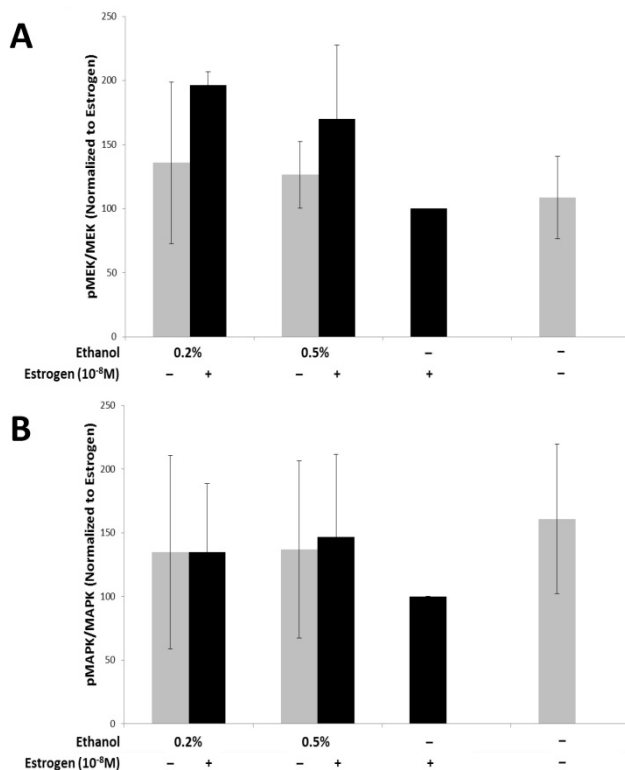 A
pMEK/MEK (Normalized to Estrogen)
250
200
150
100
50
0
Ethanol 0.2% 0.5% – –
Estrogen (10⁻⁸M) – + – + + –
B
pMAPK/MAPK (Normalized to Estrogen)
250
200
150
100
50
0
Ethanol 0.2% 0.5% – –
Estrogen (10⁻⁸M) – + – + + –